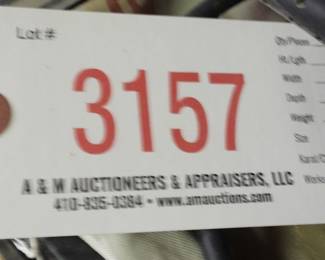 Lot #
3157
A & M AUCTIONEERS & APPRAISERS, LLC
410-835-0384 • www.amauctions.com
Qty/Pieces
Ht./Lgth
Width
Depth
Weight
Size
Karat/C